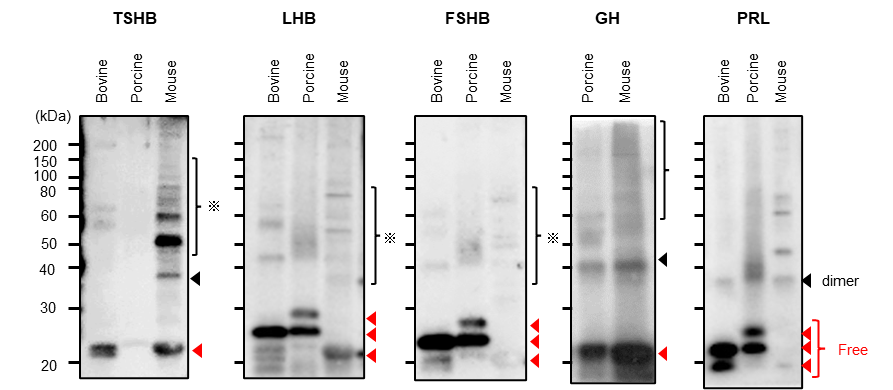 TSHB LHB FSHB GH PRL
Bovine Porcine Mouse Bovine Porcine Mouse Bovine Porcine Mouse Porcine Mouse Bovine Porcine Mouse
(kDa)
200
150
100
80
60
50
40
30
20
※
※
※
dimer
Free